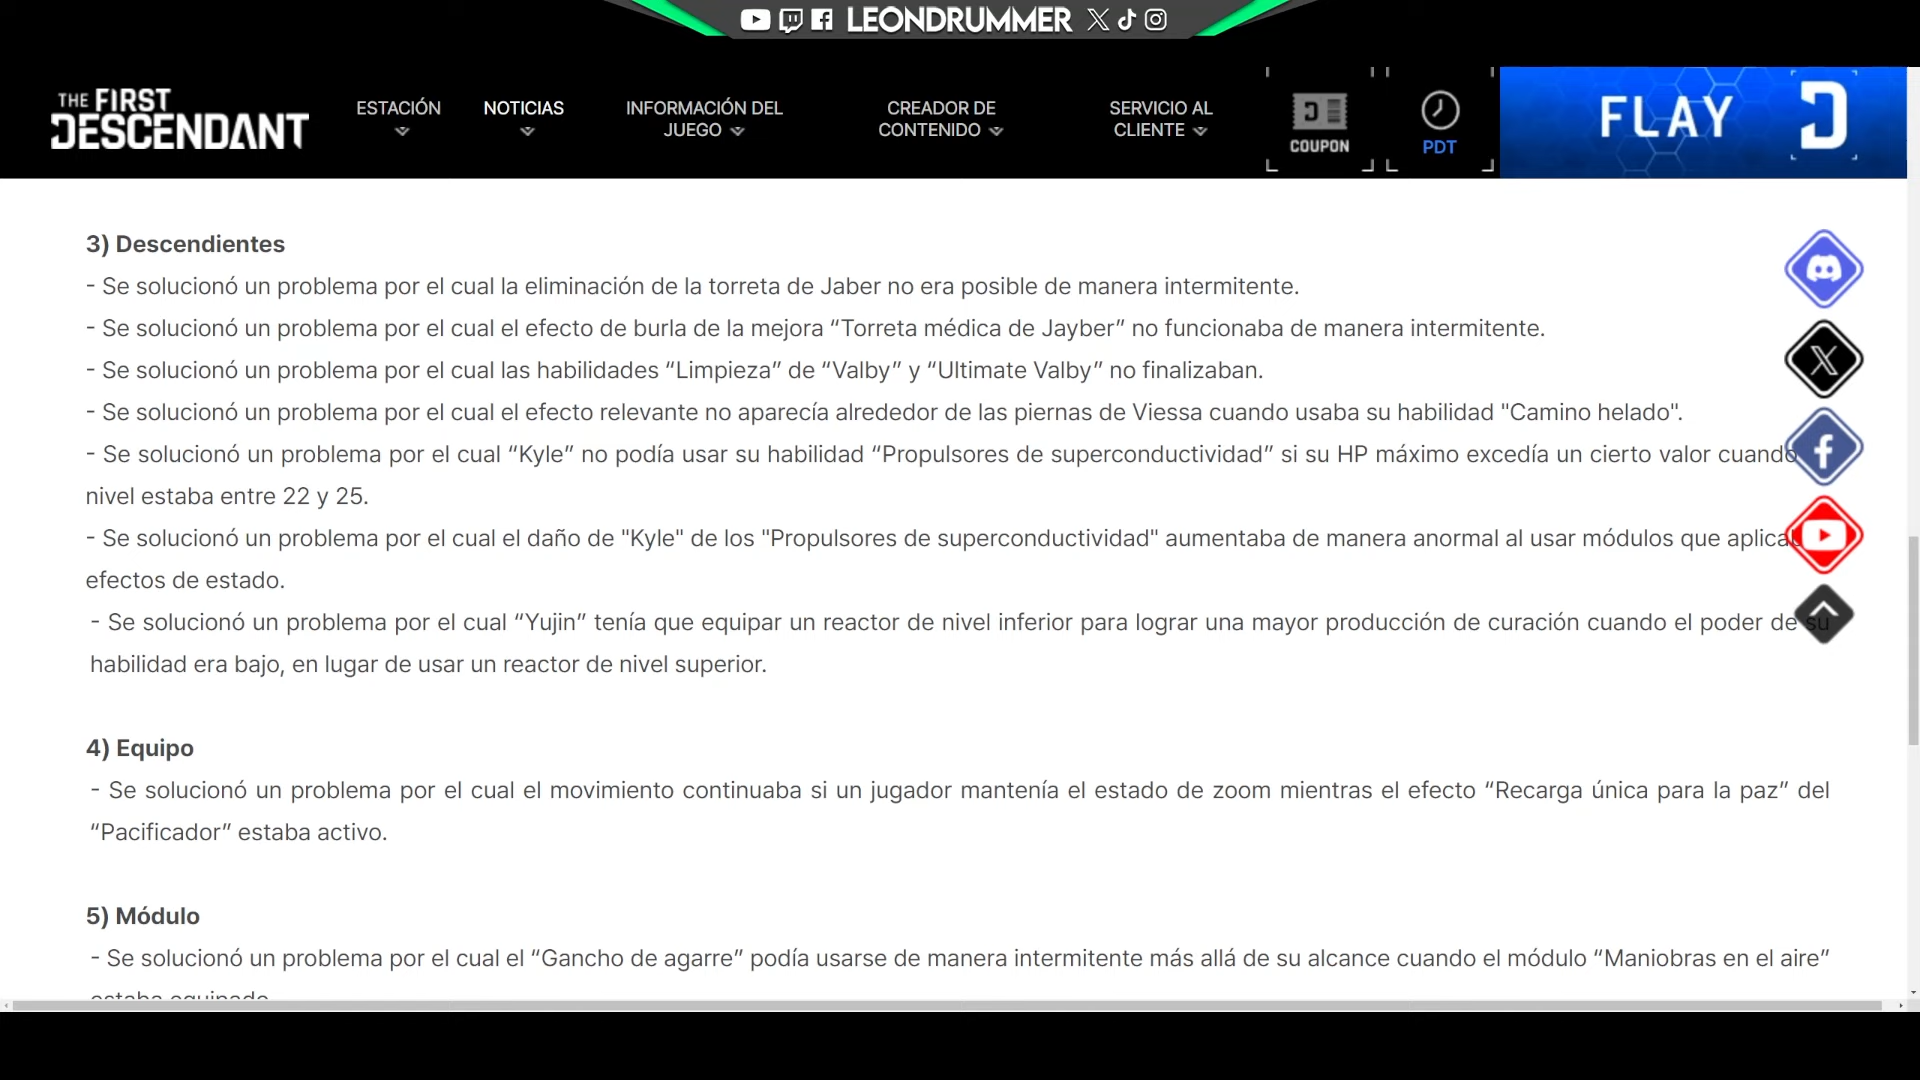 LEONDRUMMER
THE FIRST DESCENDANT
ESTACIÓN
NOTICIAS
INFORMACIÓN DEL JUEGO
CREADOR DE CONTENIDO
SERVICIO AL CLIENTE
COUPON
PDT
FLAY
3) Descendientes
- Se solucionó un problema por el cual la eliminación de la torreta de Jaber no era posible de manera intermitente.
- Se solucionó un problema por el cual el efecto de burla de la mejora “Torreta médica de Jayber” no funcionaba de manera intermitente.
- Se solucionó un problema por el cual las habilidades “Limpieza” de “Valby” y “Ultimate Valby” no finalizaban.
- Se solucionó un problema por el cual el efecto relevante no aparecía alrededor de las piernas de Viessa cuando usaba su habilidad "Camino helado".
- Se solucionó un problema por el cual “Kyle” no podía usar su habilidad “Propulsores de superconductividad” si su HP máximo excedía un cierto valor cuando
nivel estaba entre 22 y 25.
- Se solucionó un problema por el cual el daño de "Kyle" de los "Propulsores de superconductividad" aumentaba de manera anormal al usar módulos que
efectos de estado.
- Se solucionó un problema por el cual “Yujin” tenía que equipar un reactor de nivel inferior para lograr una mayor producción de curación cuando el poder de su
habilidad era bajo, en lugar de usar un reactor de nivel superior.
4) Equipo
- Se solucionó un problema por el cual el movimiento continuaba si un jugador mantenía el estado de zoom mientras el efecto “Recarga única para la paz” del
“Pacificador” estaba activo.
5) Módulo
- Se solucionó un problema por el cual el “Gancho de agarre” podía usarse de manera intermitente más allá de su alcance cuando el módulo “Maniobras en el aire”
estaba equipado